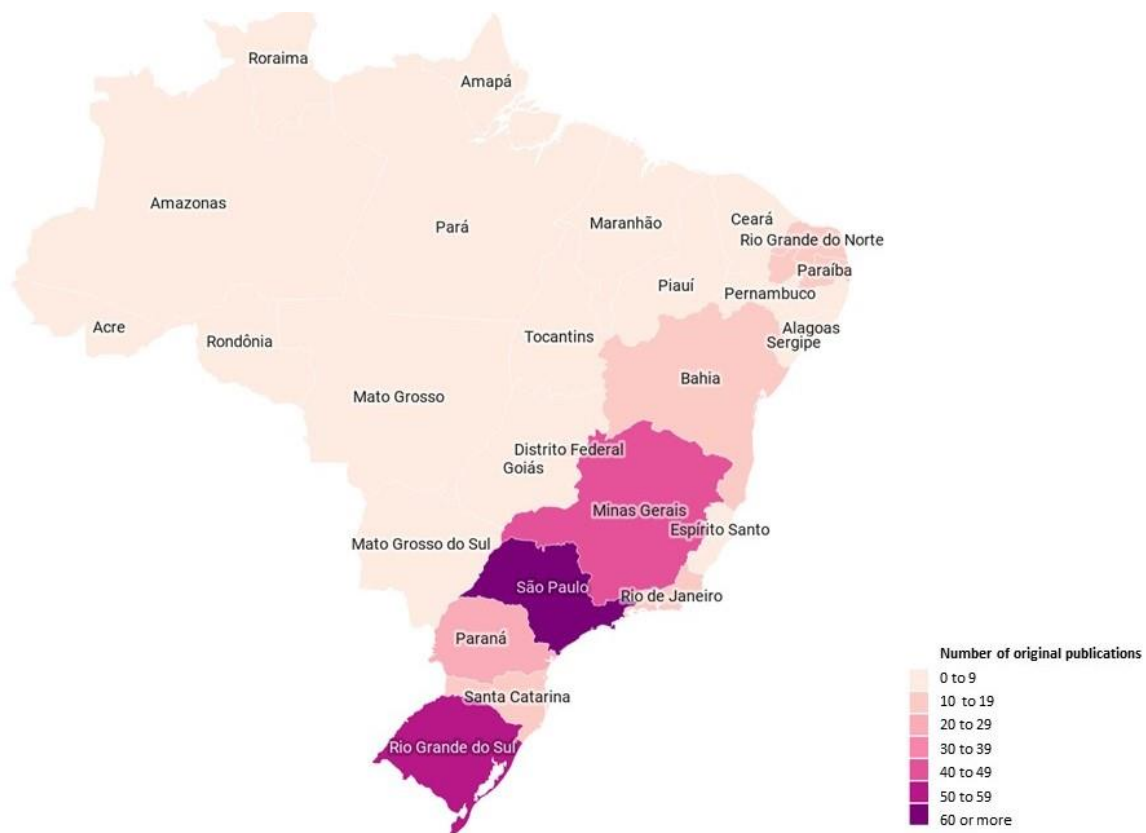 Roraima
Amapá
Amazonas
Pará
Maranhão
Ceará
Rio Grande do Norte
Paraíba
Piauí
Pernambuco
Acre
Rondônia
Tocantins
Alagoas
Sergipe
Bahia
Mato Grosso
Distrito Federal
Goiás
Minas Gerais
Espírito Santo
Mato Grosso do Sul
São Paulo
Rio de Janeiro
Paraná
Santa Catarina
Rio Grande do Sul
Number of original publications
0 to 9
10 to 19
20 to 29
30 to 39
40 to 49
50 to 59
60 or more